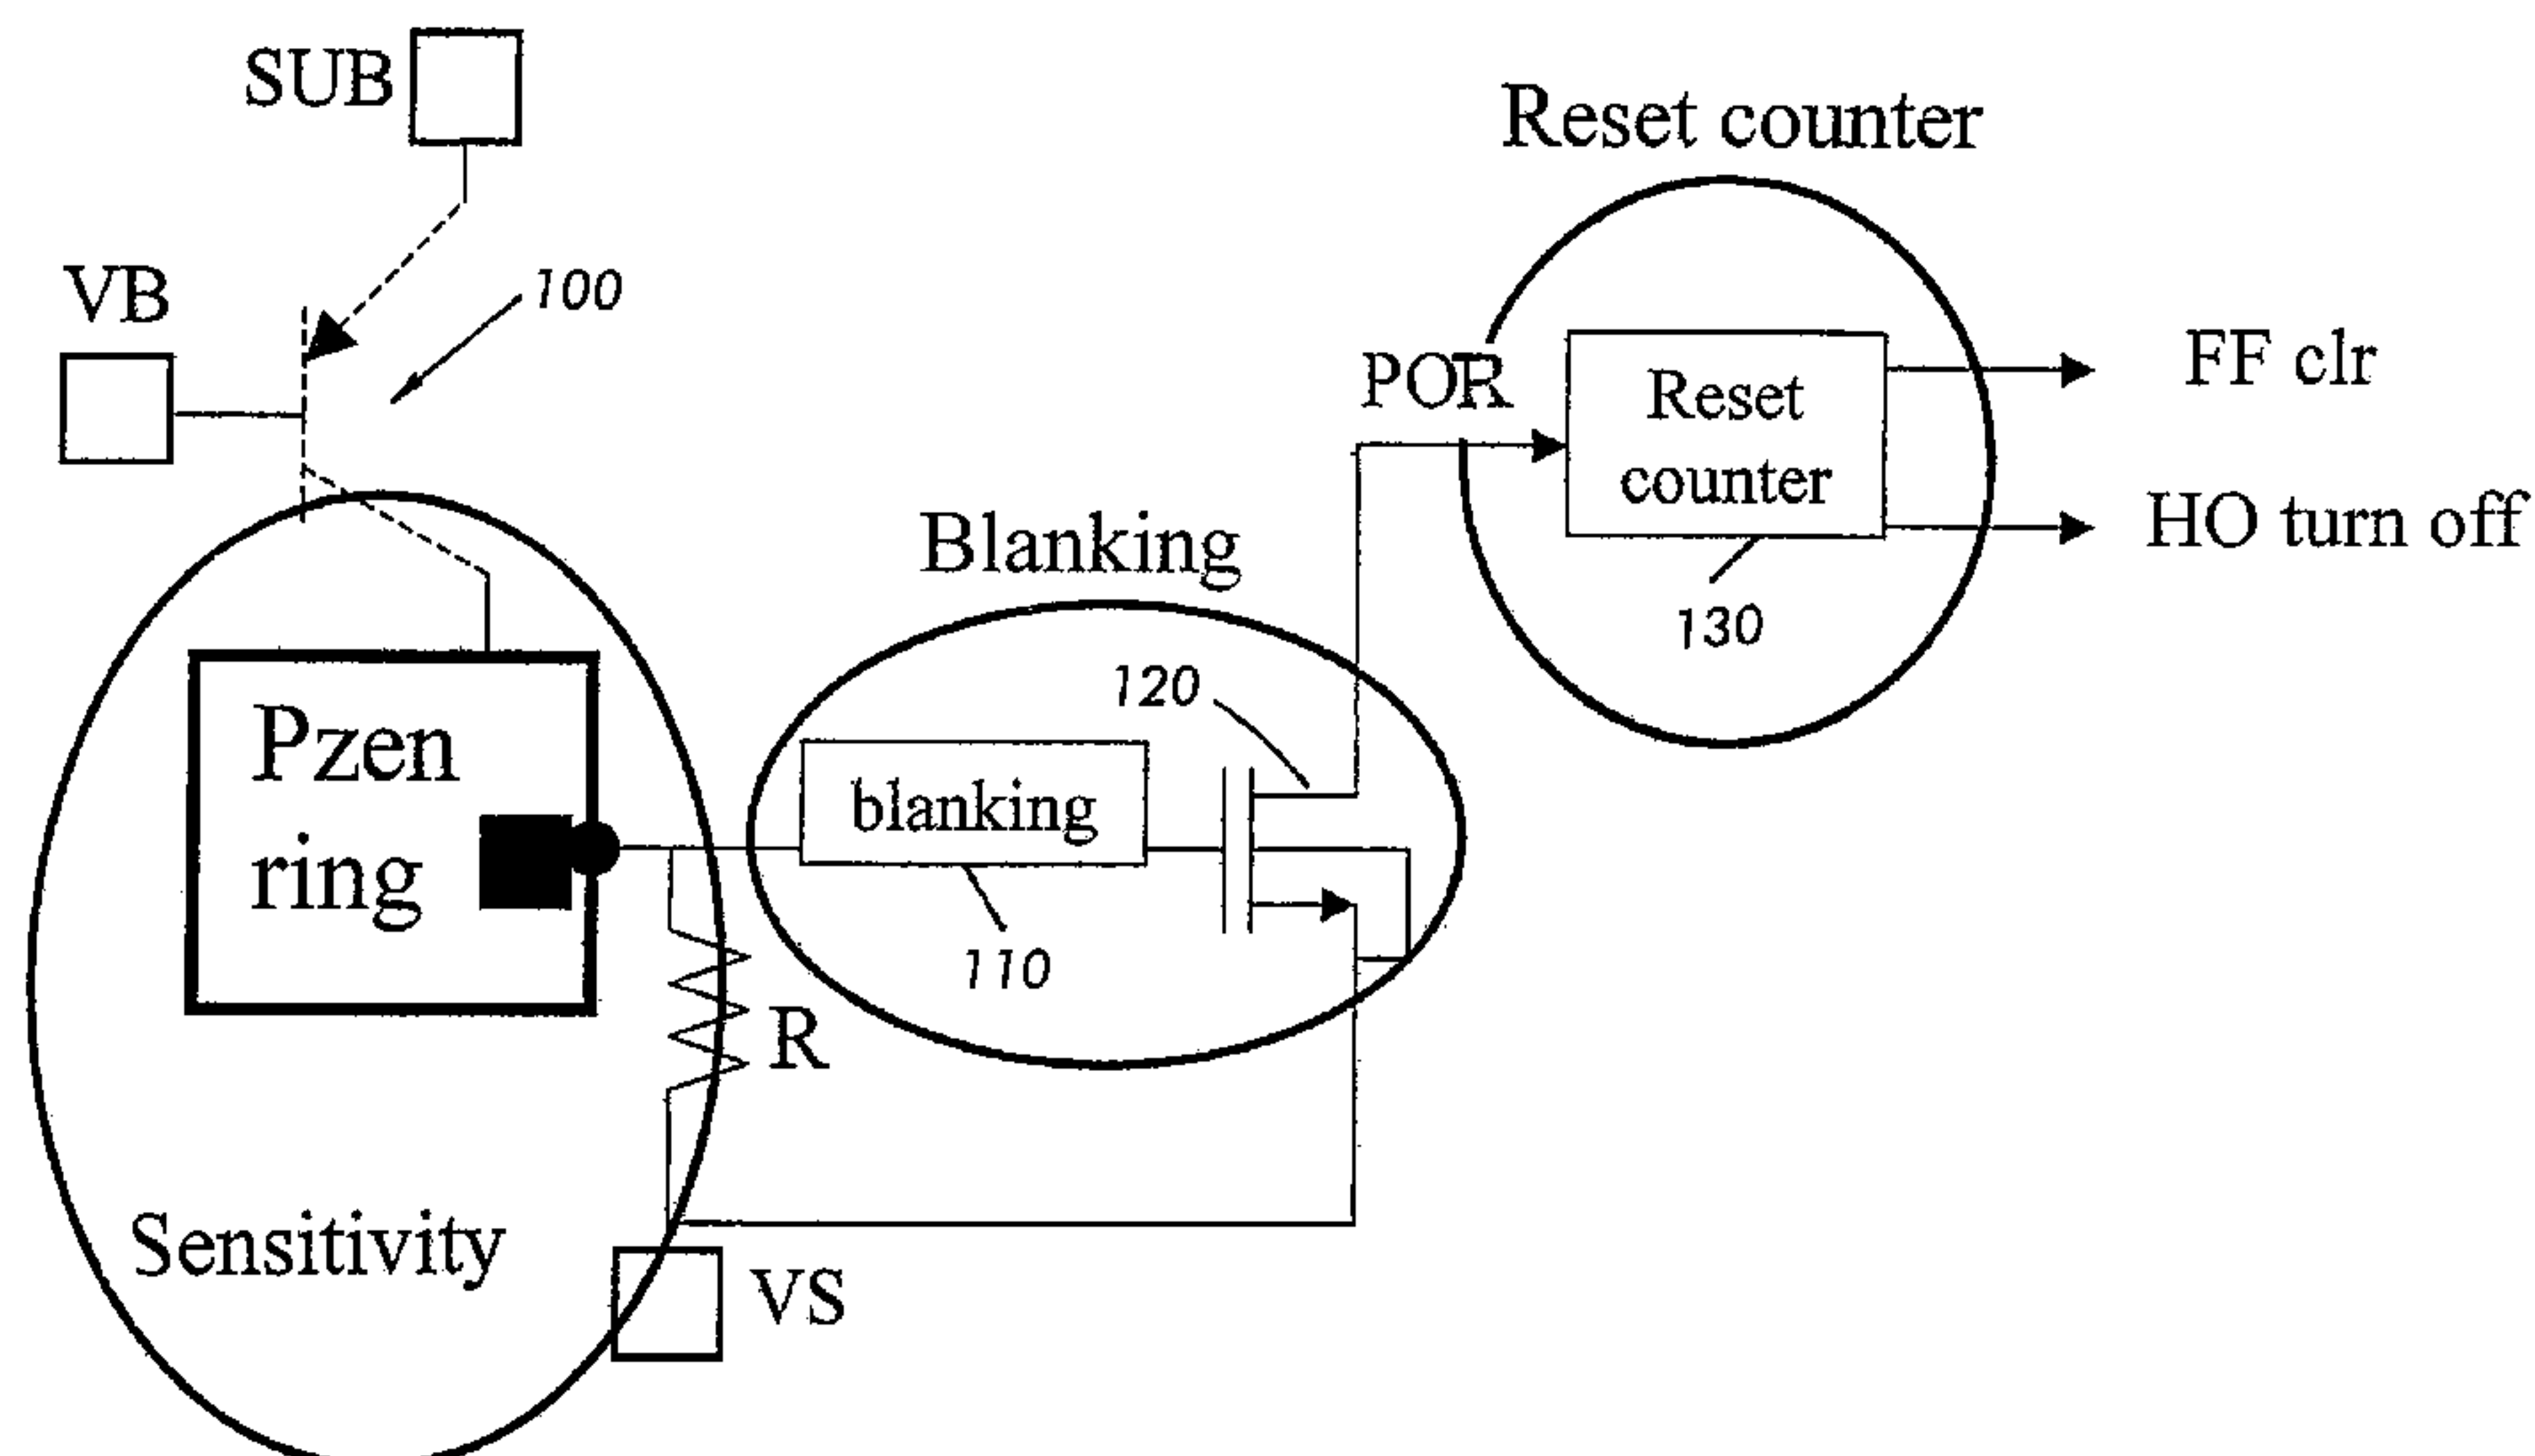 SUB
Reset counter
VB
100
POR
Reset
counter
FF clr
HO turn off
130
Blanking
120
Pzen
ring
blanking
110
R
Sensitivity
VS